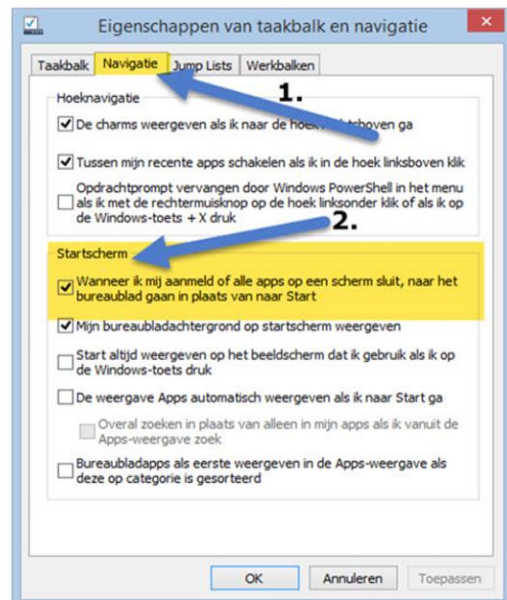 Eigenschappen van taakbalk en navigatie
Taakbalk Navigatie Jump Lists Werkbalken
1.
Hoeknavigatie
De charms weergeven als ik naar de hoek rechtsboven ga
Tussen mijn recente apps schakelen als ik in de hoek linksboven klik
Opdrachtprompt vervangen door Windows PowerShell in het menu
als ik met de rechtermuisknop op de hoek linksonder klik of als ik op
de Windows-toets + X druk
2.
Startscherm
Wanneer ik mij aanmeld of alle apps op een scherm sluit, naar het
bureaublad gaan in plaats van naar Start
Mijn bureaubladachtergrond op startscherm weergeven
Start altijd weergeven op het beeldscherm dat ik gebruik als ik op
de Windows-toets druk
De weergave Apps automatisch weergeven als ik naar Start ga
Overal zoeken in plaats van alleen in mijn apps als ik vanuit de
Apps-weergave zoek
Bureaubladapps als eerste weergeven in de Apps-weergave als
deze op categorie is gesorteerd
OK Annuleren Toepassen